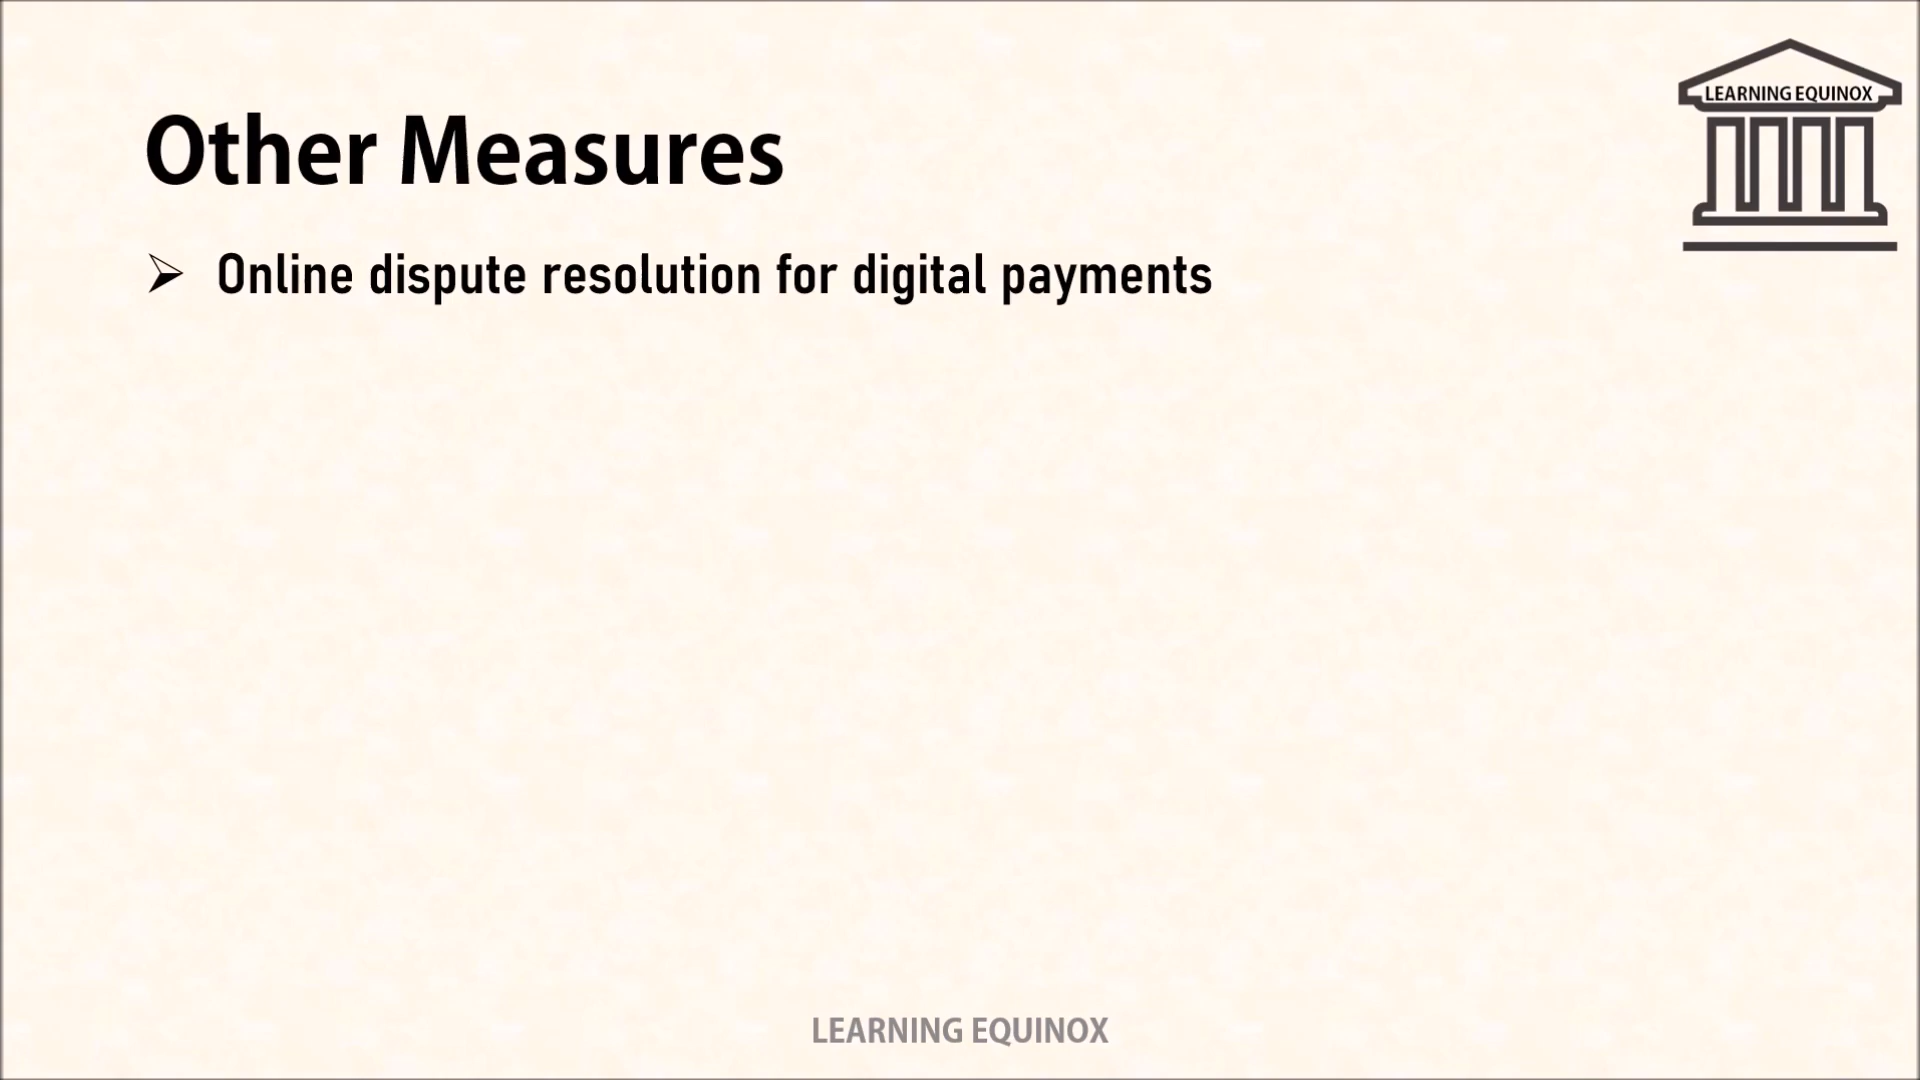 LEARNING EQUINOX
Other Measures
➢ Online dispute resolution for digital payments
LEARNING EQUINOX